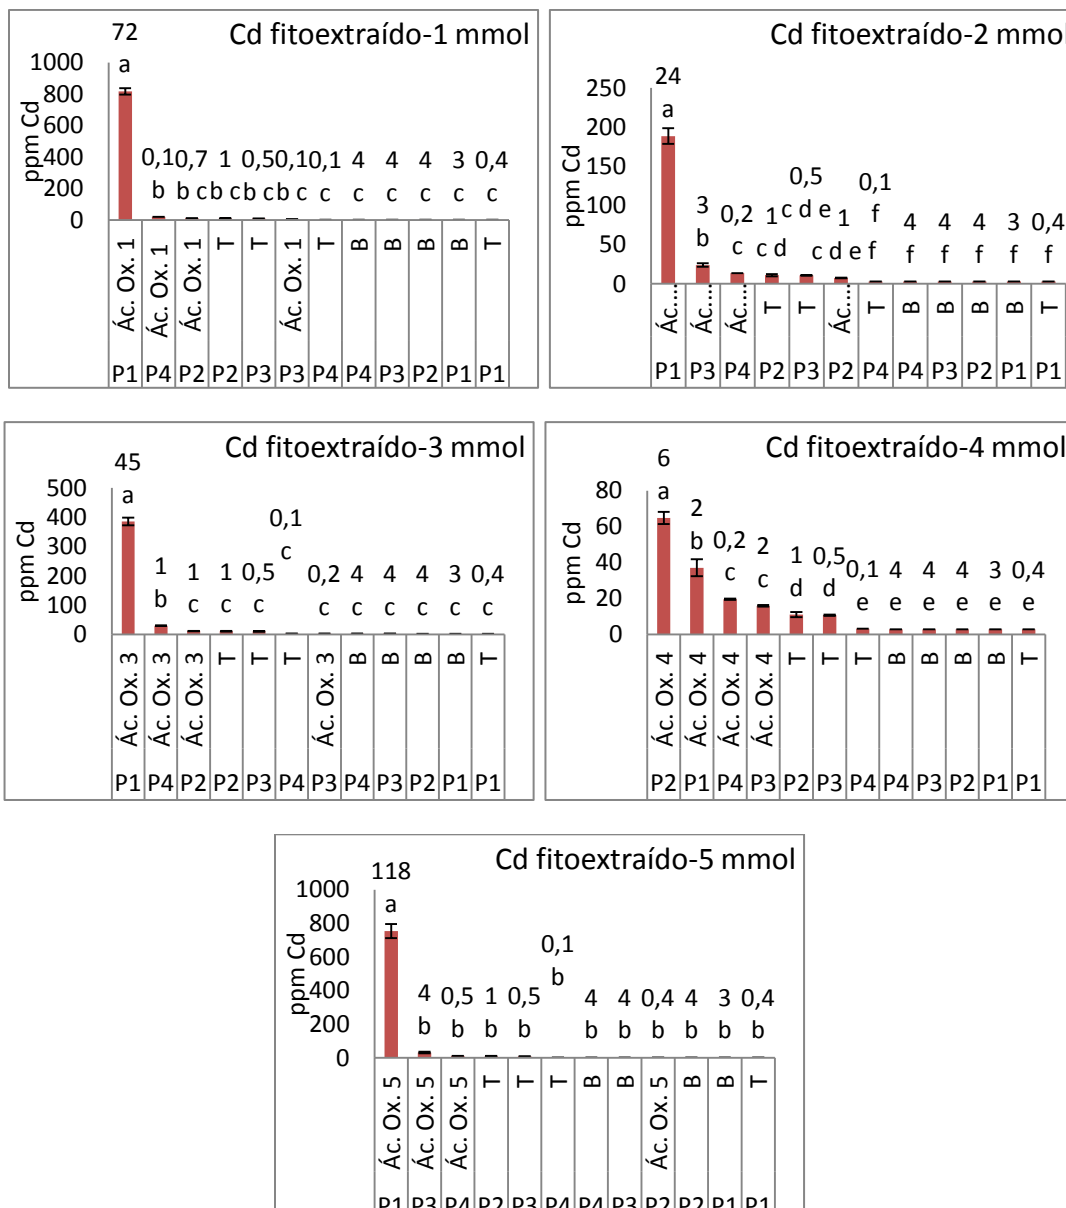 Cd fitoextraído-1 mmol
72
a
0,1 0,7 1 0,5 0,1 0,1 4 4 4 3 0,4
b b c b c b c b c c c c c c c
1000
800
600
400
200
0
ppm Cd
Ác. Ox. 1 Ác. Ox. 1 Ác. Ox. 1 T T Ác. Ox. 1 T B B B B T
P1 P4 P2 P2 P3 P3 P4 P4 P3 P2 P1 P1
Cd fitoextraído-2 mmol
24
a
3 0,2 1 0,5 1 0,1 4 4 4 3 0,4
b c c d c d e c d e f f f f f f
250
200
150
100
50
0
ppm Cd
Ác.... Ác.... Ác.... T T Ác.... T B B B B T
P1 P3 P4 P2 P3 P2 P4 P4 P3 P2 P1 P1
Cd fitoextraído-3 mmol
45
a
1 1 1 0,5 0,1 0,2 4 4 4 3 0,4
b c c c c c c c c c c
500
400
300
200
100
0
ppm Cd
Ác. Ox. 3 Ác. Ox. 3 Ác. Ox. 3 T T T Ác. Ox. 3 B B B B T
P1 P4 P2 P2 P3 P4 P3 P4 P3 P2 P1 P1
Cd fitoextraído-4 mmol
6
a
2 0,2 2 1 0,5 0,1 4 4 4 3 0,4
b c c d d e e e e e e
80
60
40
20
0
ppm Cd
Ác. Ox. 4 Ác. Ox. 4 Ác. Ox. 4 Ác. Ox. 4 T T T B B B B T
P2 P1 P4 P3 P2 P3 P4 P4 P3 P2 P1 P1
Cd fitoextraído-5 mmol
118
a
4 0,5 1 0,5 0,1 4 4 0,4 4 3 0,4
b b b b b b b b b b b
1000
800
600
400
200
0
ppm Cd
Ác. Ox. 5 Ác. Ox. 5 Ác. Ox. 5 T T T B B Ác. Ox. 5 B B T
P1 P3 P4 P2 P3 P4 P4 P3 P2 P2 P1 P1